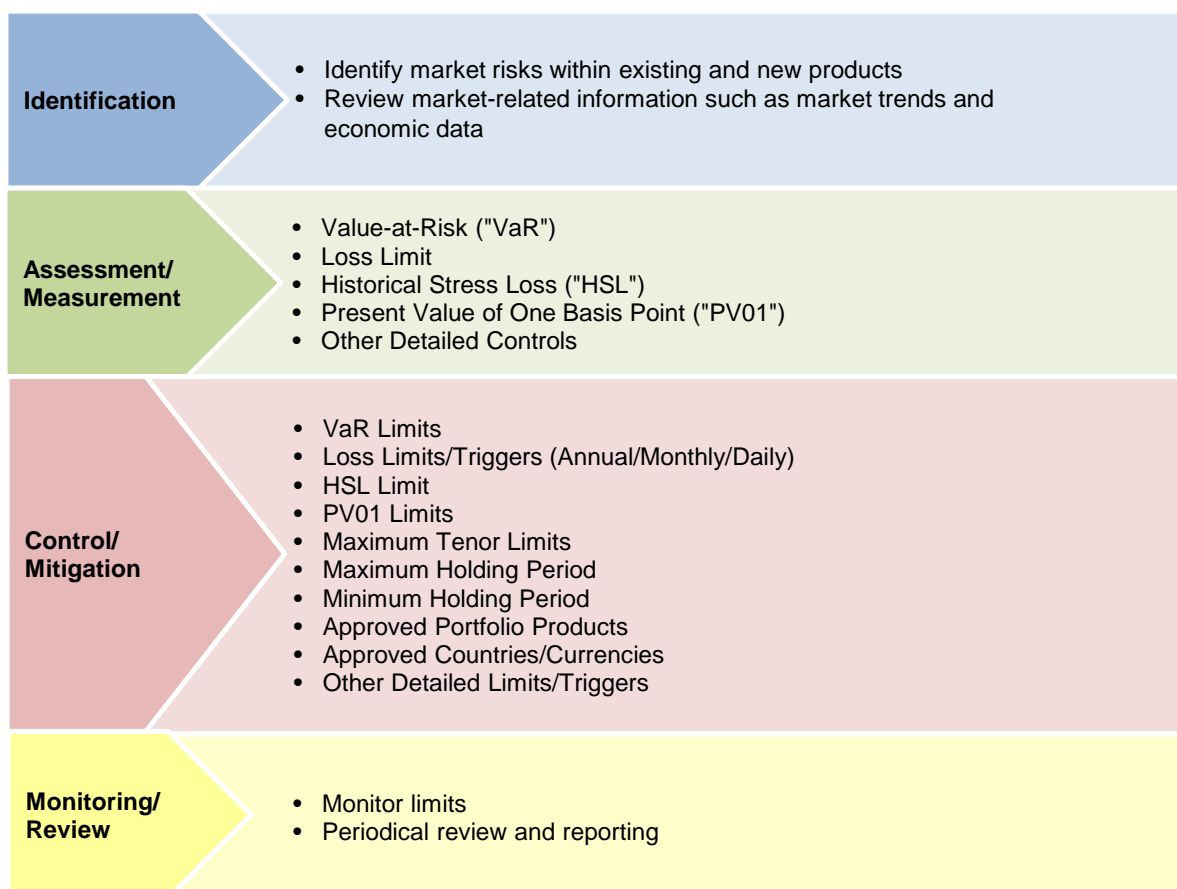 Identification
• Identify market risks within existing and new products
• Review market-related information such as market trends and
economic data
Assessment/
Measurement
• Value-at-Risk ("VaR")
• Loss Limit
• Historical Stress Loss ("HSL")
• Present Value of One Basis Point ("PV01")
• Other Detailed Controls
Control/
Mitigation
• VaR Limits
• Loss Limits/Triggers (Annual/Monthly/Daily)
• HSL Limit
• PV01 Limits
• Maximum Tenor Limits
• Maximum Holding Period
• Minimum Holding Period
• Approved Portfolio Products
• Approved Countries/Currencies
• Other Detailed Limits/Triggers
Monitoring/
Review
• Monitor limits
• Periodical review and reporting